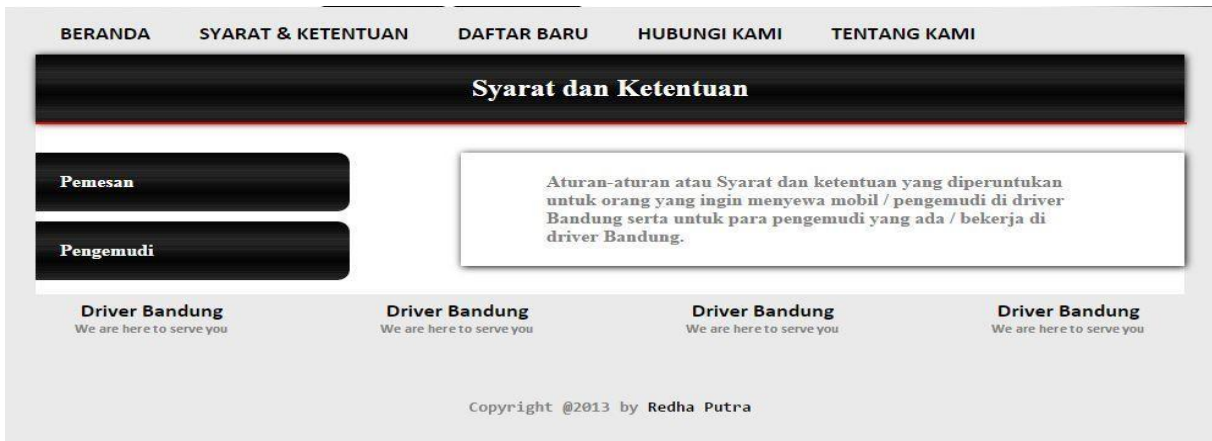 BERANDA SYARAT & KETENTUAN DAFTAR BARU HUBUNGI KAMI TENTANG KAMI
Syarat dan Ketentuan
Pemesan
Pengemudi
Aturan-aturan atau Syarat dan ketentuan yang diperuntukan
untuk orang yang ingin menyewa mobil / pengemudi di driver
Bandung serta untuk para pengemudi yang ada / bekerja di
driver Bandung.
Driver Bandung Driver Bandung Driver Bandung Driver Bandung
We are here to serve you We are here to serve you We are here to serve you We are here to serve you
Copyright @2013 by Redha Putra